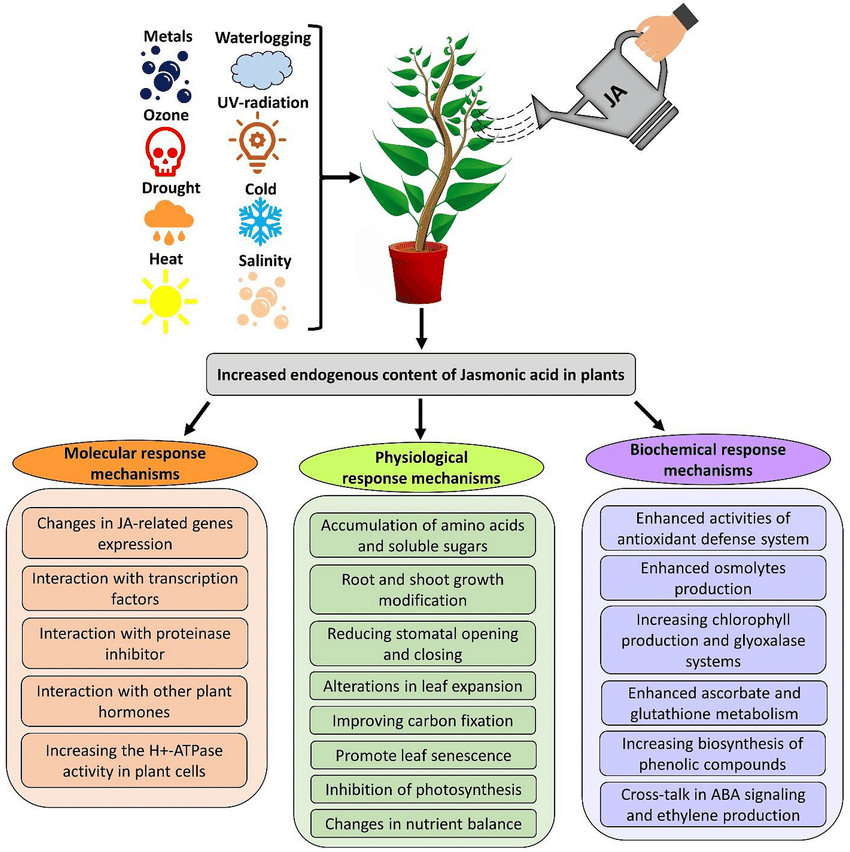 Metals
Waterlogging
Ozone
UV-radiation
Drought
Cold
Heat
Salinity
JA
Increased endogenous content of Jasmonic acid in plants
Molecular response
mechanisms
Changes in JA-related genes
expression
Interaction with transcription
factors
Interaction with proteinase
inhibitor
Interaction with other plant
hormones
Increasing the H+-ATPase
activity in plant cells
Physiological
response mechanisms
Accumulation of amino acids
and soluble sugars
Root and shoot growth
modification
Reducing stomatal opening
and closing
Alterations in leaf expansion
Improving carbon fixation
Promote leaf senescence
Inhibition of photosynthesis
Changes in nutrient balance
Biochemical response
mechanisms
Enhanced activities of
antioxidant defense system
Enhanced osmolytes
production
Increasing chlorophyll
production and glyoxalase
systems
Enhanced ascorbate and
glutathione metabolism
Increasing biosynthesis of
phenolic compounds
Cross-talk in ABA signaling
and ethylene production